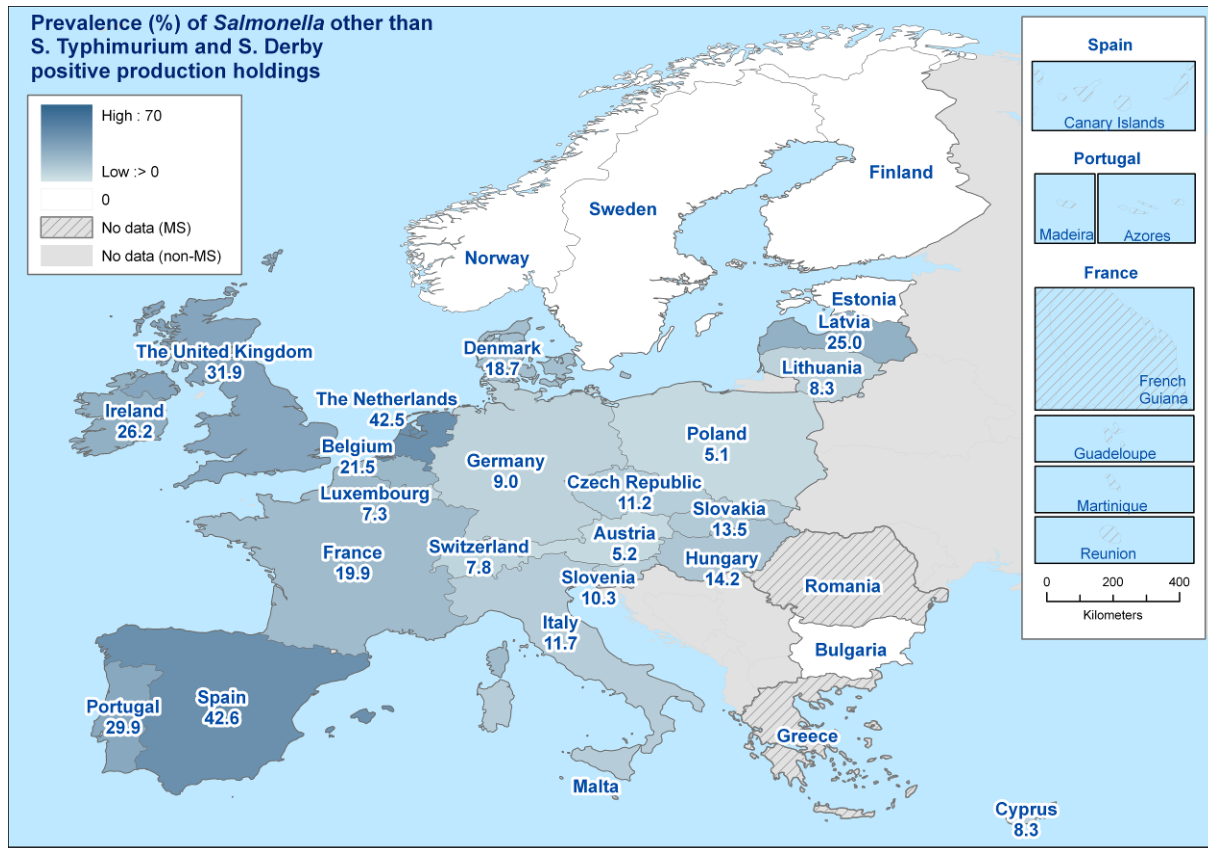 Prevalence (%) of Salmonella other than
S. Typhimurium and S. Derby
positive production holdings
High : 70
Low :> 0
0
No data (MS)
No data (non-MS)
Finland
Sweden
Norway
Estonia
Latvia
25.0
Lithuania
8.3
Denmark
18.7
The United Kingdom
31.9
Ireland
26.2
The Netherlands
42.5
Belgium
21.5
Luxembourg
7.3
Germany
9.0
Poland
5.1
Czech Republic
11.2
Slovakia
13.5
Austria
5.2
Hungary
14.2
Switzerland
7.8
France
19.9
Slovenia
10.3
Italy
11.7
Romania
Bulgaria
Greece
Portugal
29.9
Spain
42.6
Malta
Cyprus
8.3
Spain
Canary Islands
Portugal
Madeira
Azores
France
French
Guiana
Guadeloupe
Martinique
Reunion
0 200 400
Kilometers